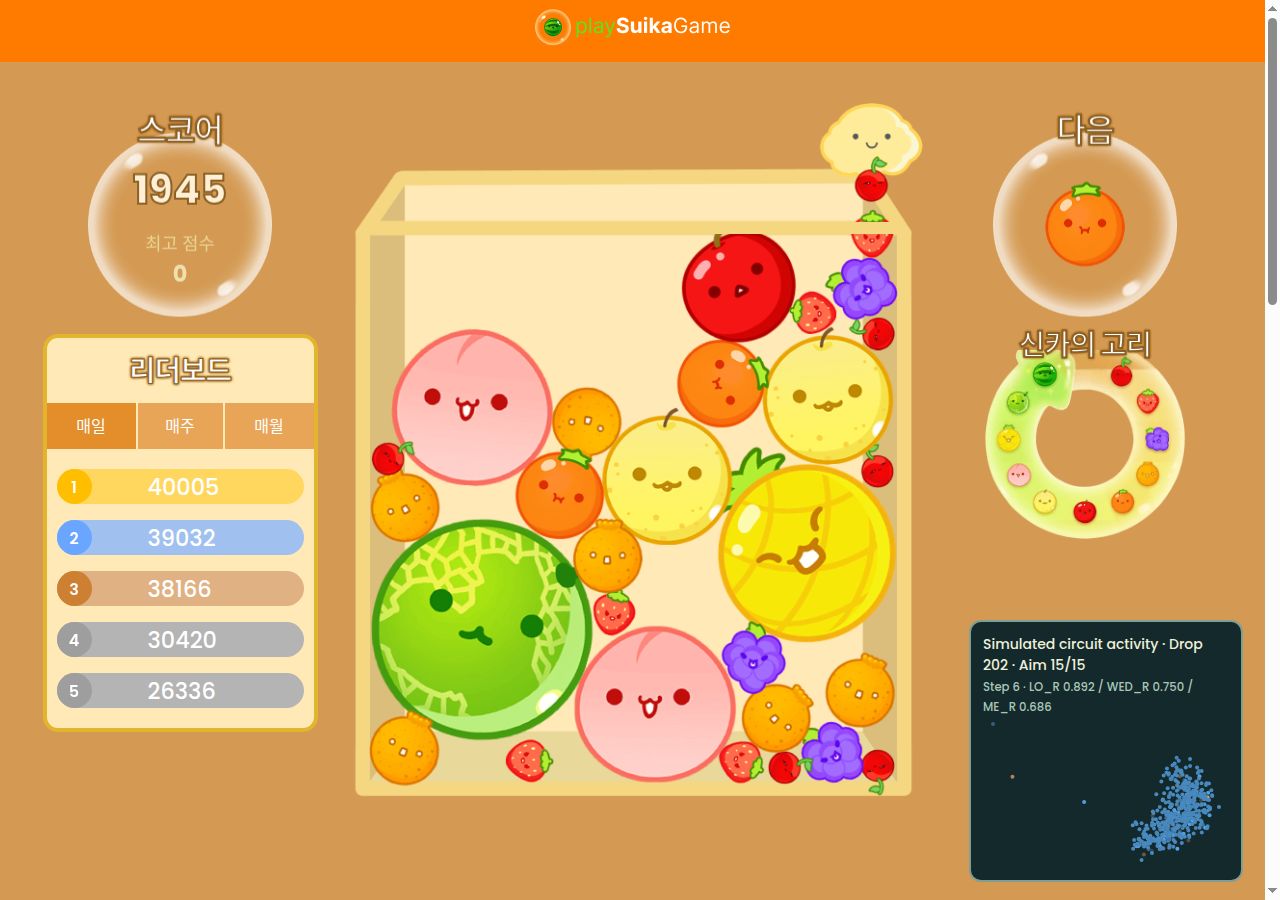 playSuikaGame
스코어
1945
최고 점수
0
리더보드
매일 매주 매월
1 40005
2 39032
3 38166
4 30420
5 26336
다음
신카의 고리
Simulated circuit activity · Drop
202 · Aim 15/15
Step 6 · LO_R 0.892 / WED_R 0.750 /
ME_R 0.686